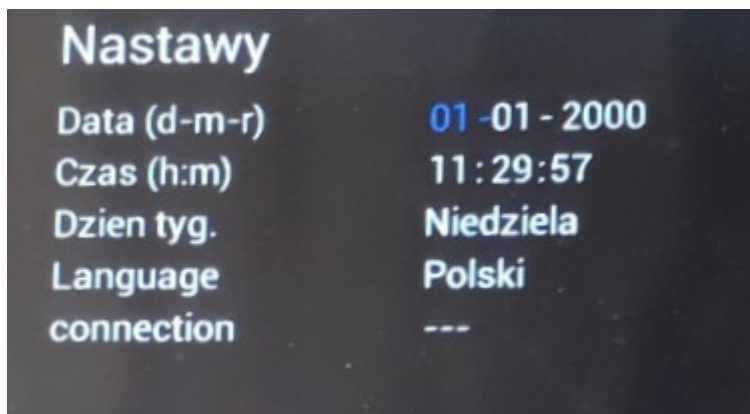 Nastawy
Data (d-m-r) 01-01-2000
Czas (h:m) 11:29:57
Dzien tyg. Niedziela
Language Polski
connection ---